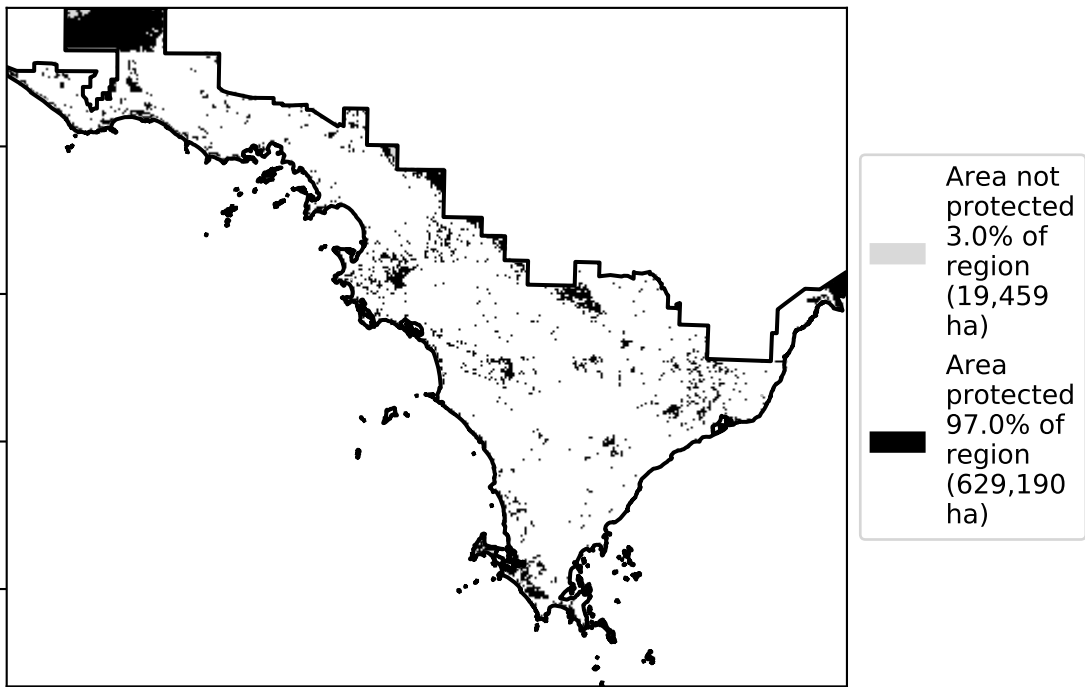 Area not
protected
3.0% of
region
(19,459
ha)
Area
protected
97.0% of
region
(629,190
ha)